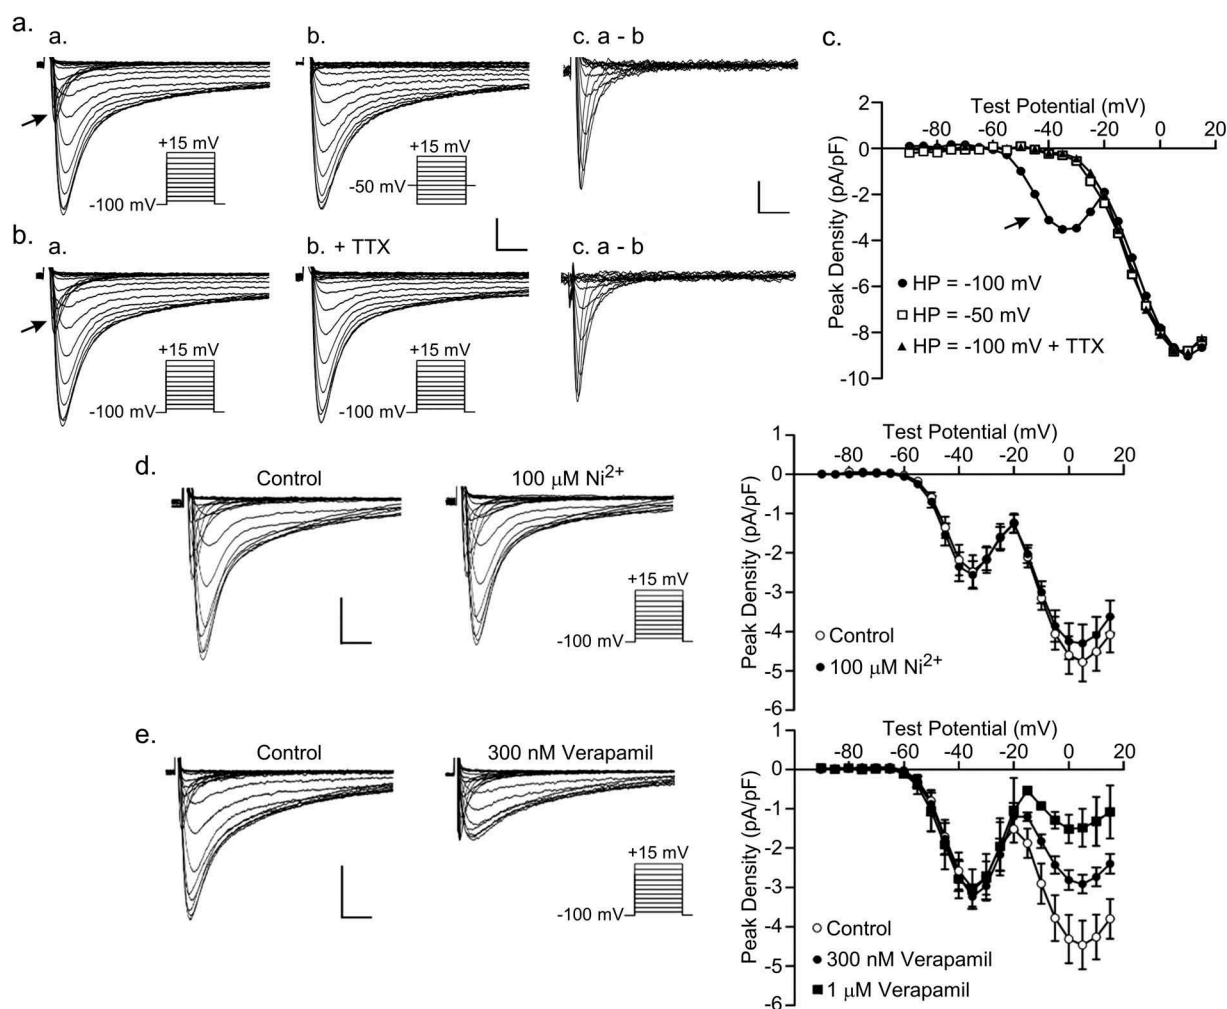 a.
a.
+15 mV
-100 mV
b.
+15 mV
-50 mV
c. a - b
b.
a.
+15 mV
-100 mV
b. + TTX
+15 mV
-100 mV
c. a - b
c.
Test Potential (mV)
-80 -60 -40 -20 0 20
2
0
-2
-4
-6
-8
-10
Peak Density (pA/pF)
HP = -100 mV
HP = -50 mV
HP = -100 mV + TTX
d.
Control
100 μM Ni2+
+15 mV
-100 mV
Test Potential (mV)
-80 -60 -40 -20 0 20
1
0
-1
-2
-3
-4
-5
-6
Peak Density (pA/pF)
Control
100 μM Ni2+
e.
Control
300 nM Verapamil
+15 mV
-100 mV
Test Potential (mV)
-80 -60 -40 -20 0 20
1
0
-1
-2
-3
-4
-5
-6
Peak Density (pA/pF)
Control
300 nM Verapamil
1 μM Verapamil